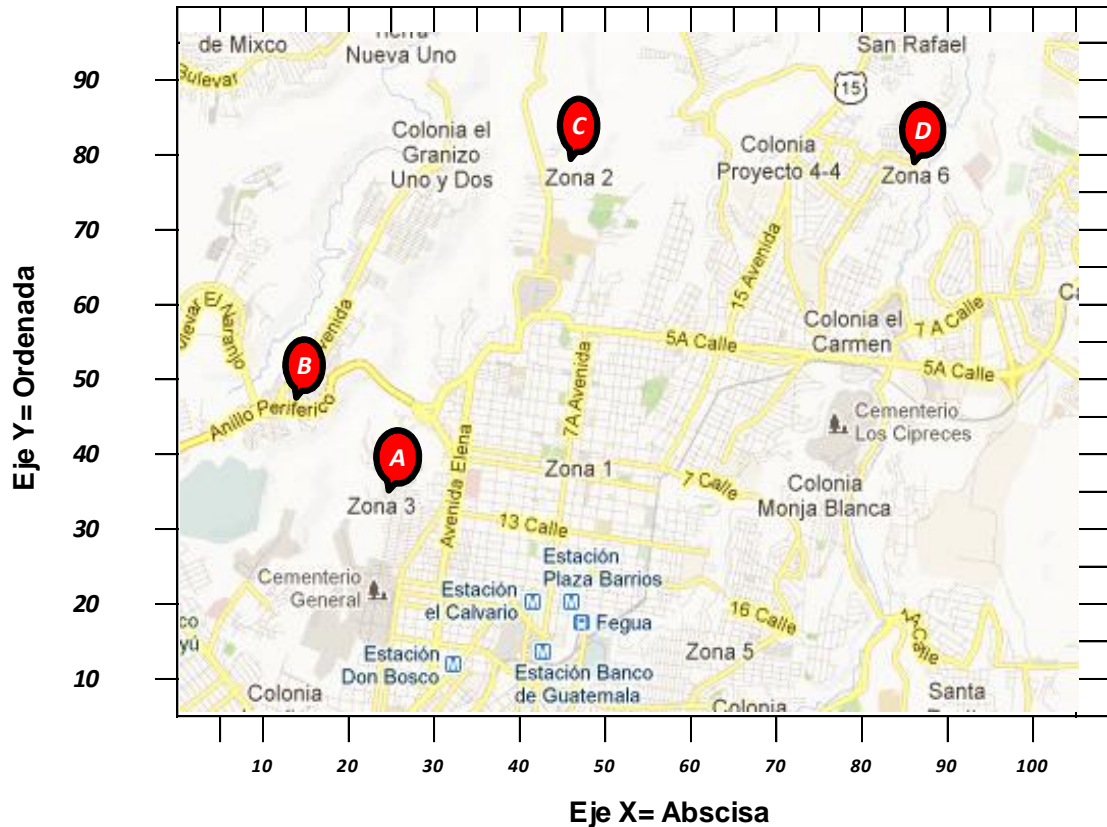 de Mixco
Nueva Uno
San Rafael
Bulevar
15
90
C
D
Colonia el
Granizo
Uno y Dos
Colonia
Proyecto 4-4
80
Zona 2
Zona 6
70
15 Avenida
60
El Naranjo
Colonia el
Carmen
7 A Calle
5A Calle
5A Calle
B
50
7A Avenida
Anillo Periferico
Cementerio
Los Cipreces
A
40
Avenida Elena
Zona 1
7 Calle
Colonia
Monja Blanca
Zona 3
30
13 Calle
Estación
Plaza Barrios
Cementerio
General
Estación
el Calvario
M
M
20
Fegua
16 Calle
Estación
Don Bosco
M
M
Zona 5
Estación Banco
de Guatemala
10
Colonia
Colonia
Santa
10 20 30 40 50 60 70 80 90 100
Eje X= Abscisa
Eje Y= Ordenada